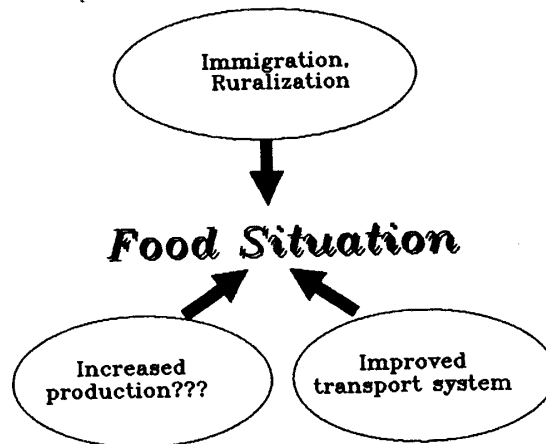 Immigration,
Ruralization
Food Situation
Increased
production???
Improved
transport system